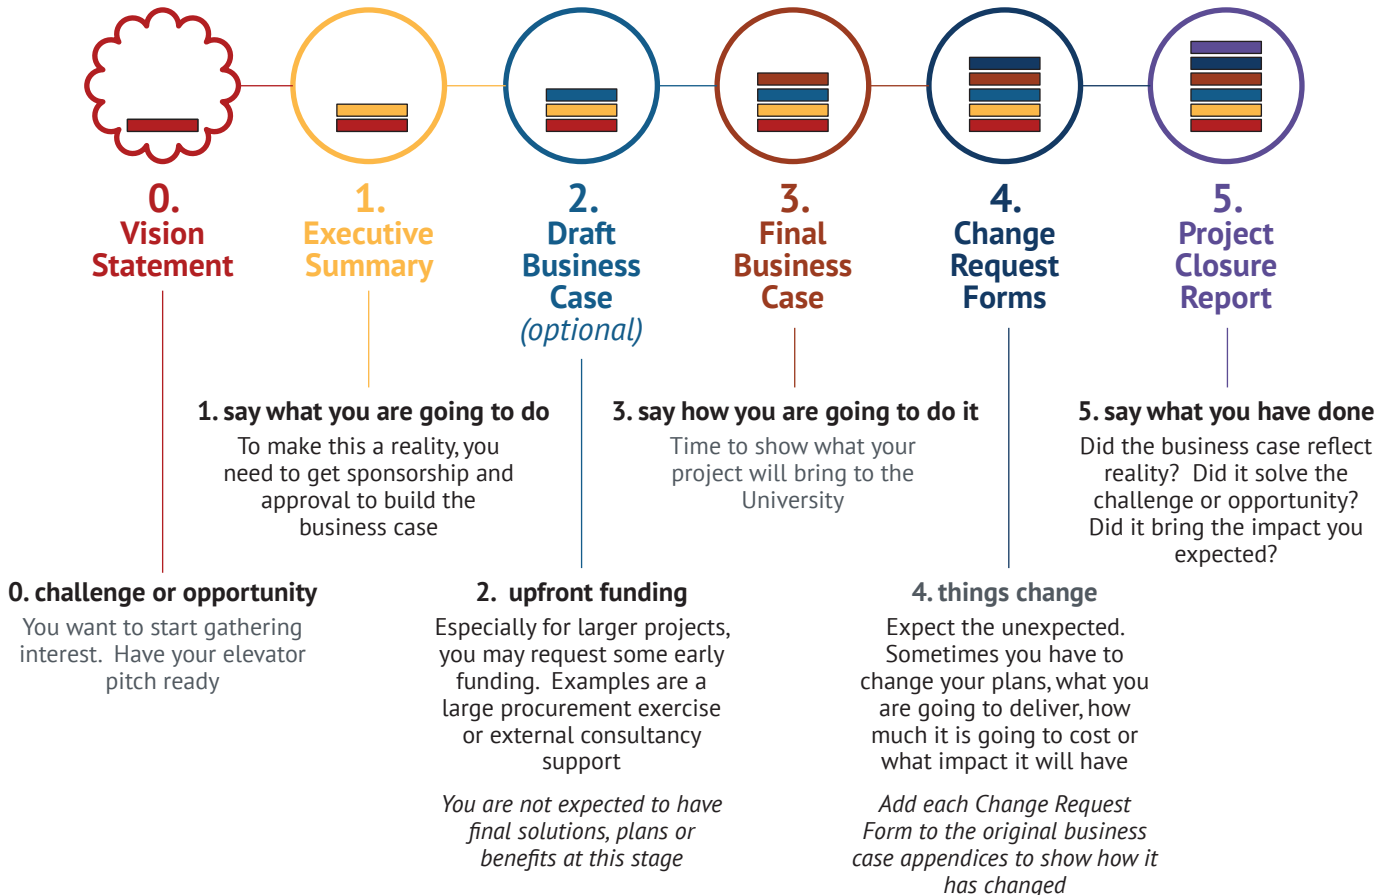 0.
Vision
Statement
1.
Executive
Summary
2.
Draft
Business
Case
(optional)
3.
Final
Business
Case
4.
Change
Request
Forms
5.
Project
Closure
Report
1. say what you are going to do
To make this a reality, you
need to get sponsorship and
approval to build the
business case
3. say how you are going to do it
Time to show what your
project will bring to the
University
5. say what you have done
Did the business case reflect
reality?  Did it solve the
challenge or opportunity?
Did it bring the impact you
expected?
0. challenge or opportunity
You want to start gathering
interest.  Have your elevator
pitch ready
2.  upfront funding
Especially for larger projects,
you may request some early
funding.  Examples are a
large procurement exercise
or external consultancy
support
You are not expected to have
final solutions, plans or
benefits at this stage
4. things change
Expect the unexpected.
Sometimes you have to
change your plans, what you
are going to deliver, how
much it is going to cost or
what impact it will have
Add each Change Request
Form to the original business
case appendices to show how it
has changed